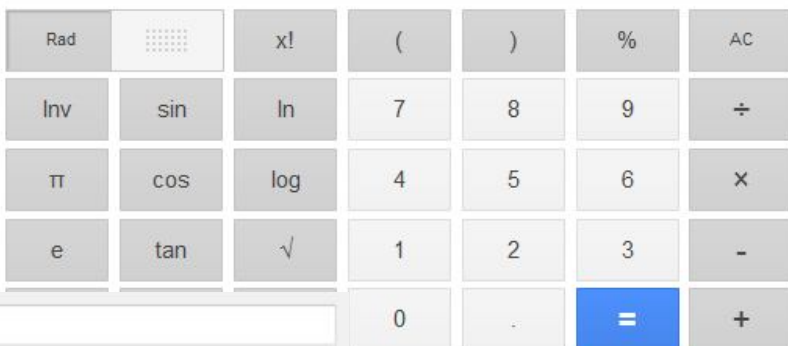 Rad x! ( ) % AC
Inv sin ln 7 8 9 ÷
π cos log 4 5 6 ×
e tan √ 1 2 3 -
0 . = +